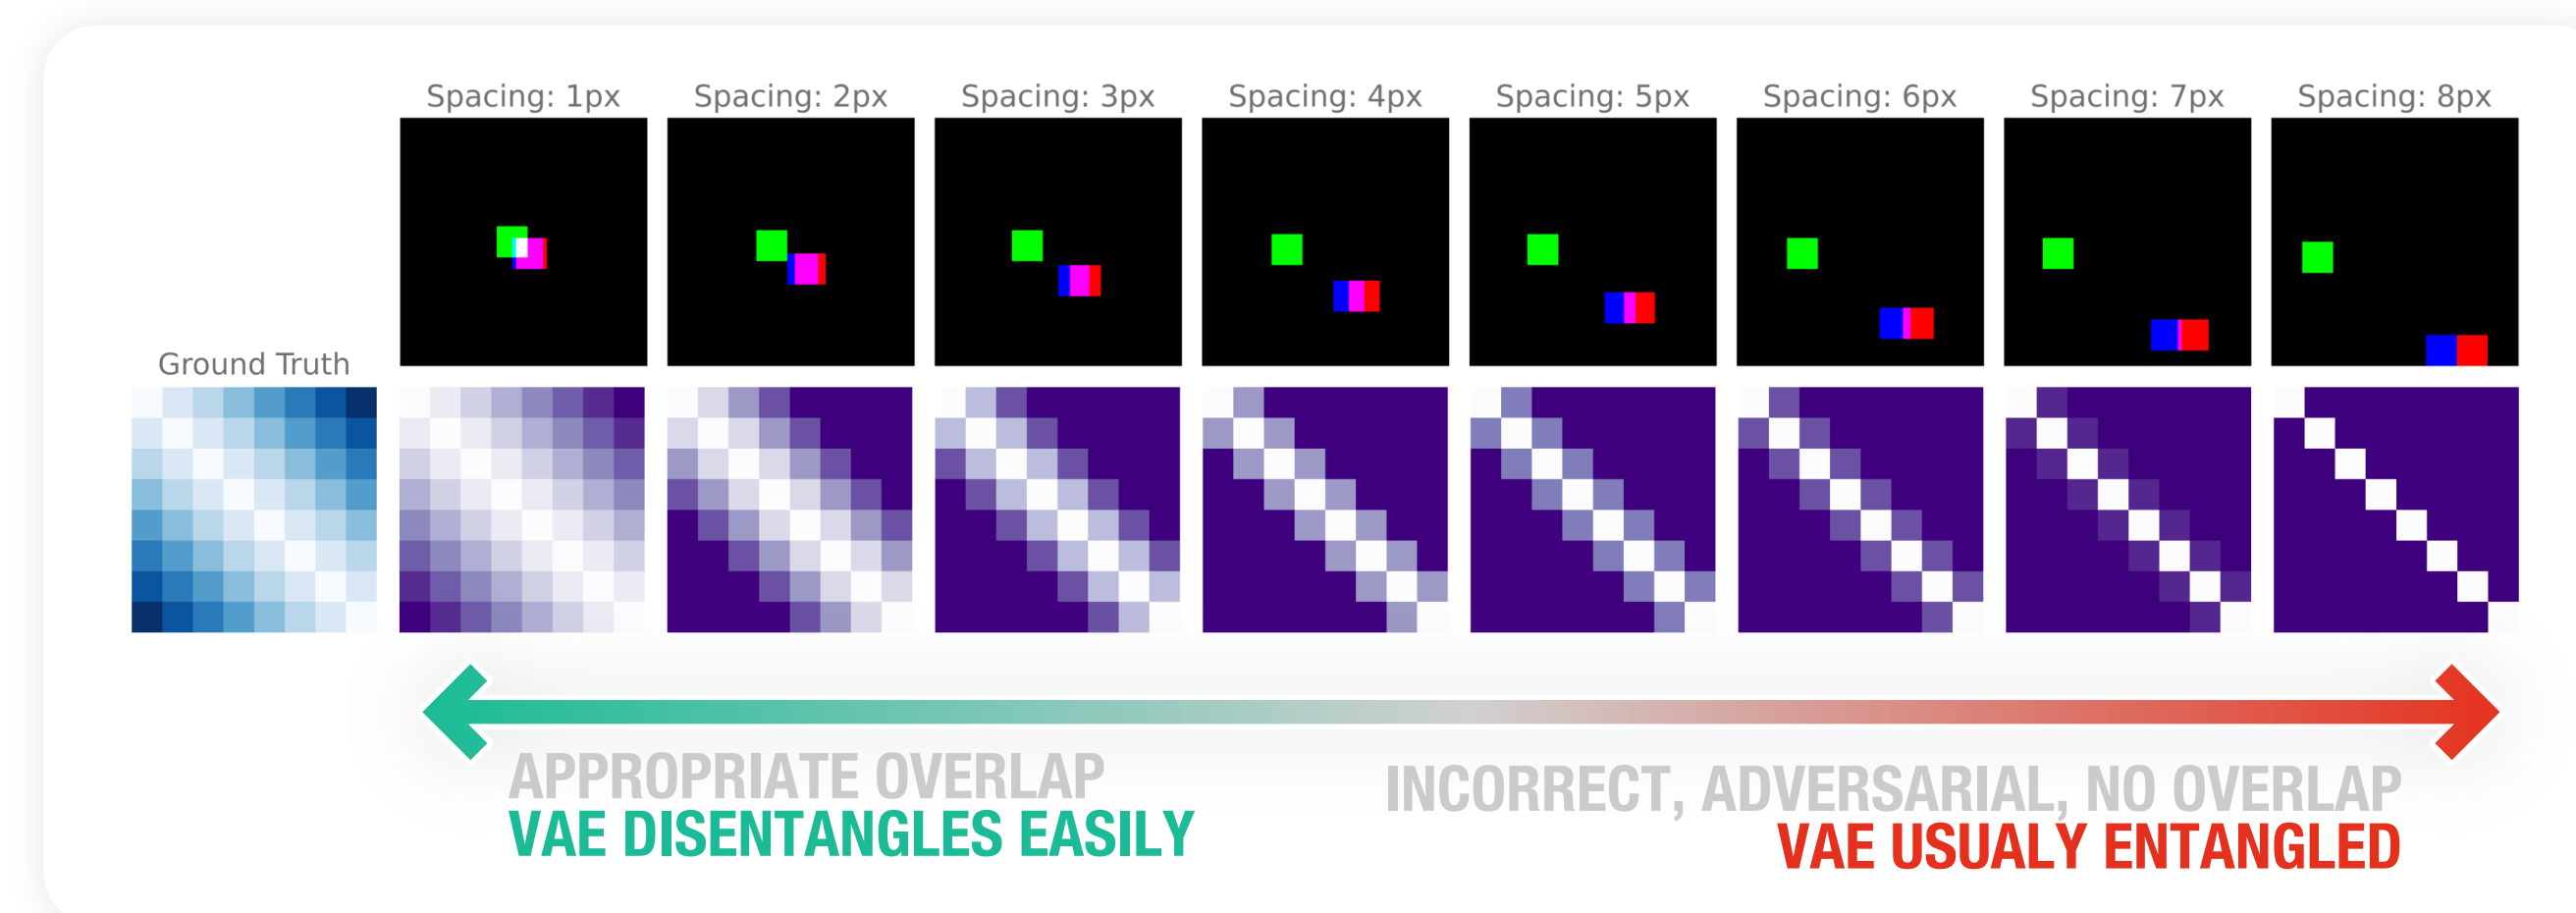 Spacing: 1px Spacing: 2px Spacing: 3px Spacing: 4px Spacing: 5px Spacing: 6px Spacing: 7px Spacing: 8px
Ground Truth
APPROPRIATE OVERLAP
VAE DISENTANGLES EASILY
INCORRECT, ADVERSARIAL, NO OVERLAP
VAE USUALY ENTANGLED